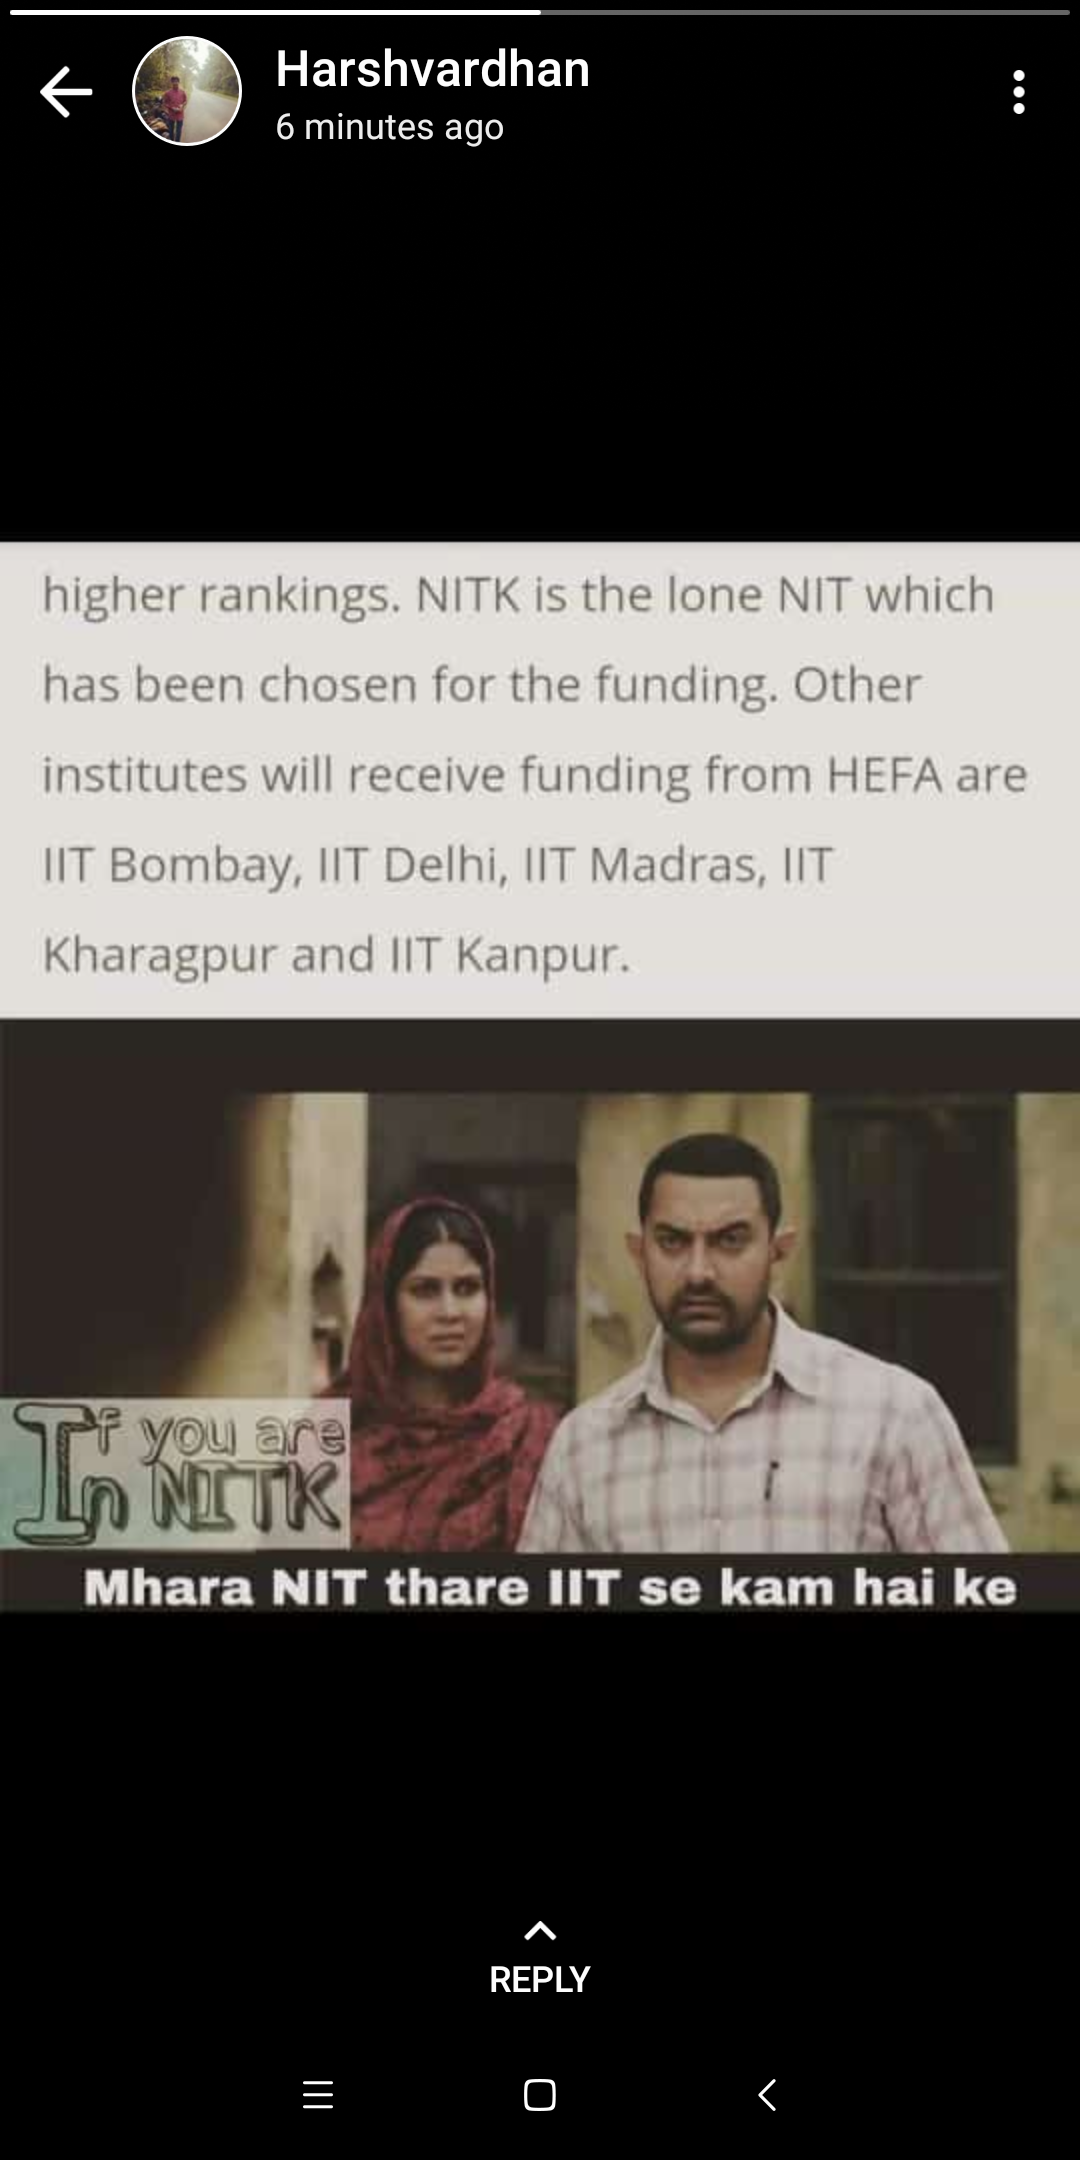 Harshvardhan
6 minutes ago
higher rankings. NITK is the lone NIT which
has been chosen for the funding. Other
institutes will receive funding from HEFA are
IIT Bombay, IIT Delhi, IIT Madras, IIT
Kharagpur and IIT Kanpur.
If you are
In NITK
Mhara NIT thare IIT se kam hai ke
REPLY